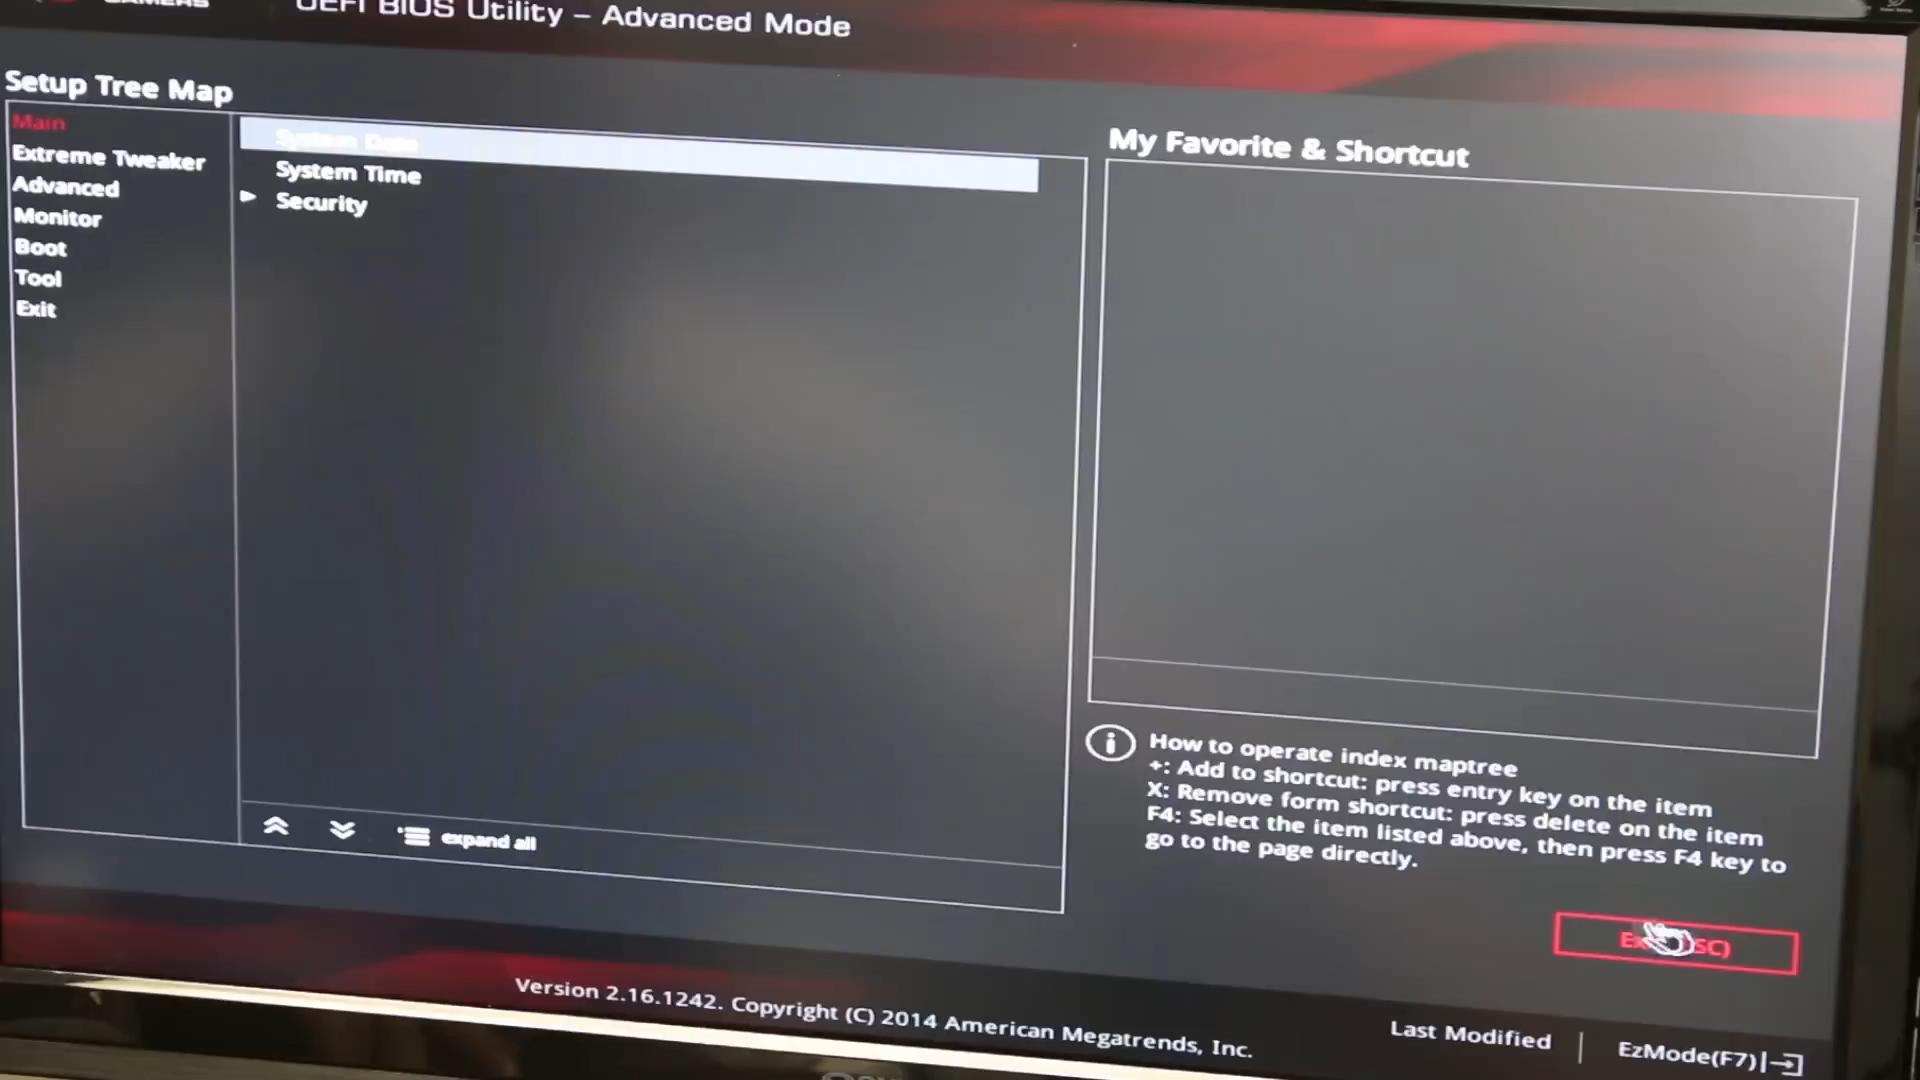 UEFI BIOS Utility – Advanced Mode
Setup Tree Map
Main
Extreme Tweaker
Advanced
Monitor
Boot
Tool
Exit
System Date
System Time
Security
expand all
My Favorite & Shortcut
How to operate index maptree
+: Add to shortcut: press entry key on the item
X: Remove form shortcut: press delete on the item
F4: Select the item listed above, then press F4 key to
go to the page directly.
Version 2.16.1242. Copyright (C) 2014 American Megatrends, Inc.
Last Modified
EzMode(F7)